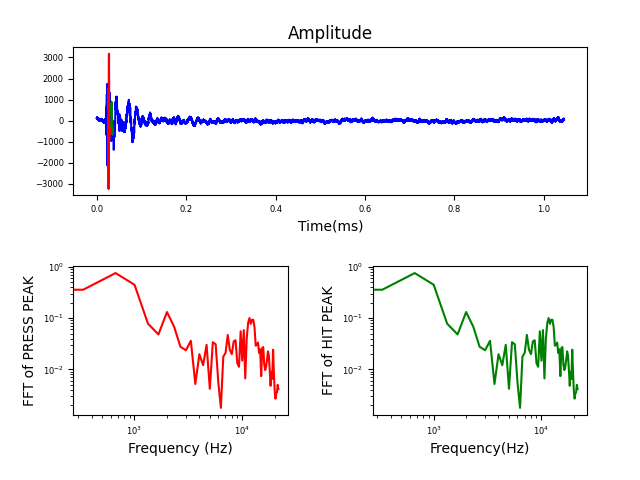 Amplitude
3000
2000
1000
0
−1000
−2000
−3000
0.0 0.2 0.4 0.6 0.8 1.0
Time(ms)
FFT of PRESS PEAK
10⁰
10⁻¹
10⁻²
10³ 10⁴
Frequency (Hz)
FFT of HIT PEAK
10⁰
10⁻¹
10⁻²
10³ 10⁴
Frequency(Hz)